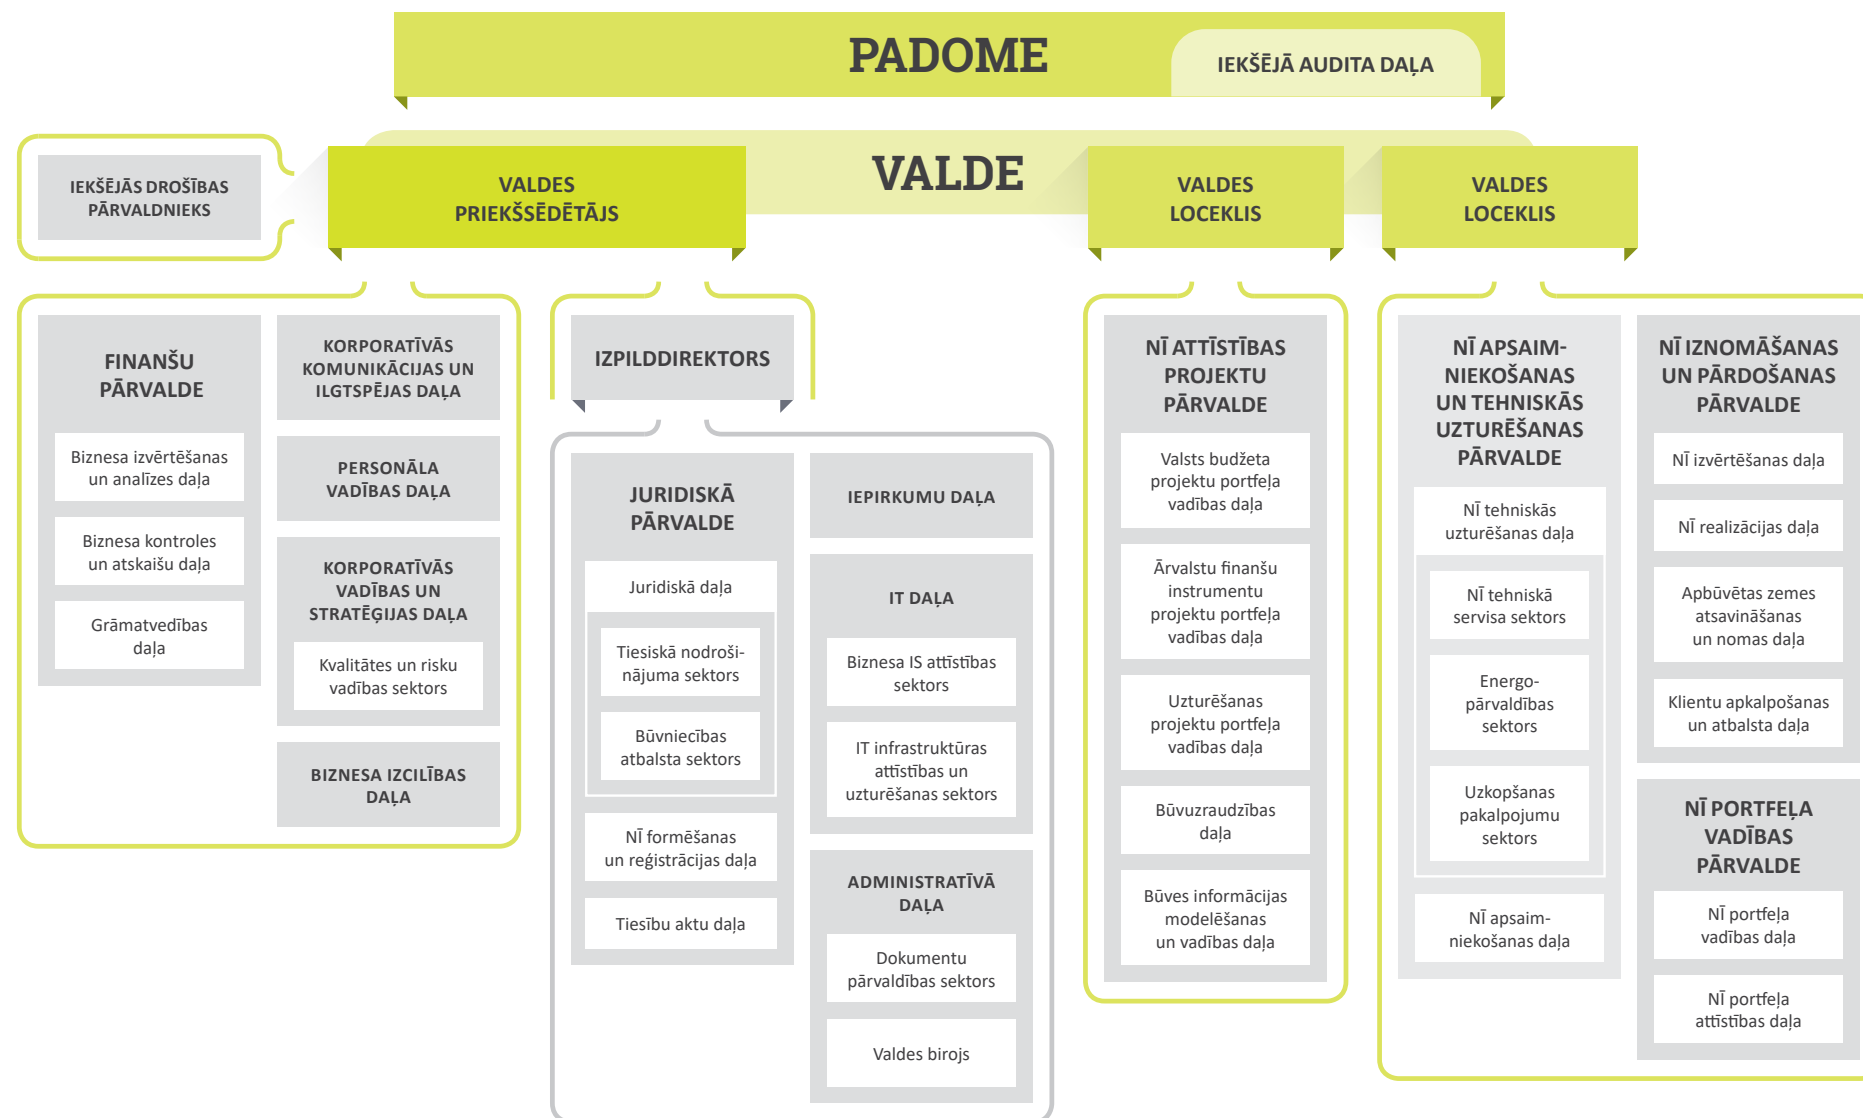 PADOME
IEKŠĒJĀ AUDITA DAĻA
VALDE
IEKŠĒJĀS DROŠĪBAS
PĀRVALDNIEKS
VALDES
PRIEKŠSĒDĒTĀJS
VALDES
LOCEKLIS
VALDES
LOCEKLIS
FINANŠU
PĀRVALDE
Biznesa izvērtēšanas
un analīzes daļa
Biznesa kontroles
un atskaišu daļa
Grāmatvedības
daļa
KORPORATĪVĀS
KOMUNIKĀCIJAS UN
ILGTSPĒJAS DAĻA
PERSONĀLA
VADĪBAS DAĻA
KORPORATĪVĀS
VADĪBAS UN
STRATĒĢIJAS DAĻA
Kvalitātes un risku
vadības sektors
BIZNESA IZCILĪBAS
DAĻA
IZPILDDIREKTORS
JURIDISKĀ
PĀRVALDE
Juridiskā daļa
Tiesiskā nodroši-
nājuma sektors
Būvniecības
atbalsta sektors
NĪ formēšanas
un reģistrācijas daļa
Tiesību aktu daļa
IEPIRKUMU DAĻA
IT DAĻA
Biznesa IS attīstības
sektors
IT infrastruktūras
attīstības un
uzturēšanas sektors
ADMINISTRATĪVĀ
DAĻA
Dokumentu
pārvaldības sektors
Valdes birojs
NĪ ATTĪSTĪBAS
PROJEKTU
PĀRVALDE
Valsts budžeta
projektu portfeļa
vadības daļa
Ārvalstu finanšu
instrumentu
projektu portfeļa
vadības daļa
Uzturēšanas
projektu portfeļa
vadības daļa
Būvuzraudzības
daļa
Būves informācijas
modelēšanas
un vadības daļa
NĪ APSAIM-
NIEKOŠANAS
UN TEHNISKĀS
UZTURĒŠANAS
PĀRVALDE
NĪ tehniskās
uzturēšanas daļa
NĪ tehniskā
servisa sektors
Energo-
pārvaldības
sektors
Uzkopšanas
pakalpojumu
sektors
NĪ apsaim-
niekošanas daļa
NĪ IZNOMĀŠANAS
UN PĀRDOŠANAS
PĀRVALDE
NĪ izvērtēšanas daļa
NĪ realizācijas daļa
Apbūvētas zemes
atsavināšanas
un nomas daļa
Klientu apkalpošanas
un atbalsta daļa
NĪ PORTFEĻA
VADĪBAS
PĀRVALDE
NĪ portfeļa
vadības daļa
NĪ portfeļa
attīstības daļa